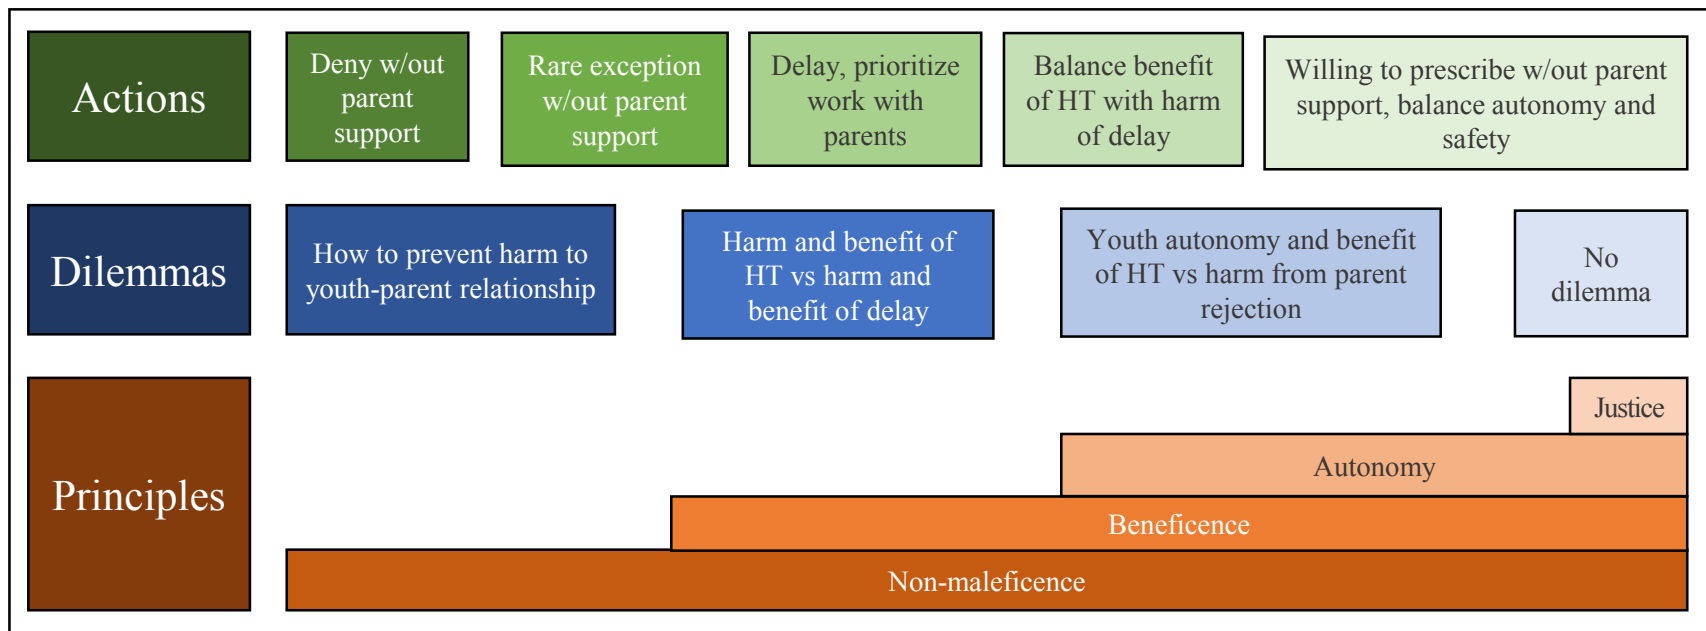 Actions
Deny w/out
parent
support
Rare exception
w/out parent
support
Delay, prioritize
work with
parents
Balance benefit
of HT with harm
of delay
Willing to prescribe w/out parent
support, balance autonomy and
safety
Dilemmas
How to prevent harm to
youth-parent relationship
Harm and benefit of
HT vs harm and
benefit of delay
Youth autonomy and benefit
of HT vs harm from parent
rejection
No
dilemma
Principles
Justice
Autonomy
Beneficence
Non-maleficence